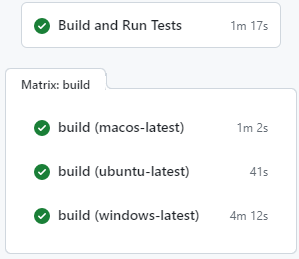 Build and Run Tests 1m 17s
Matrix: build
build (macos-latest) 1m 2s
build (ubuntu-latest) 41s
build (windows-latest) 4m 12s